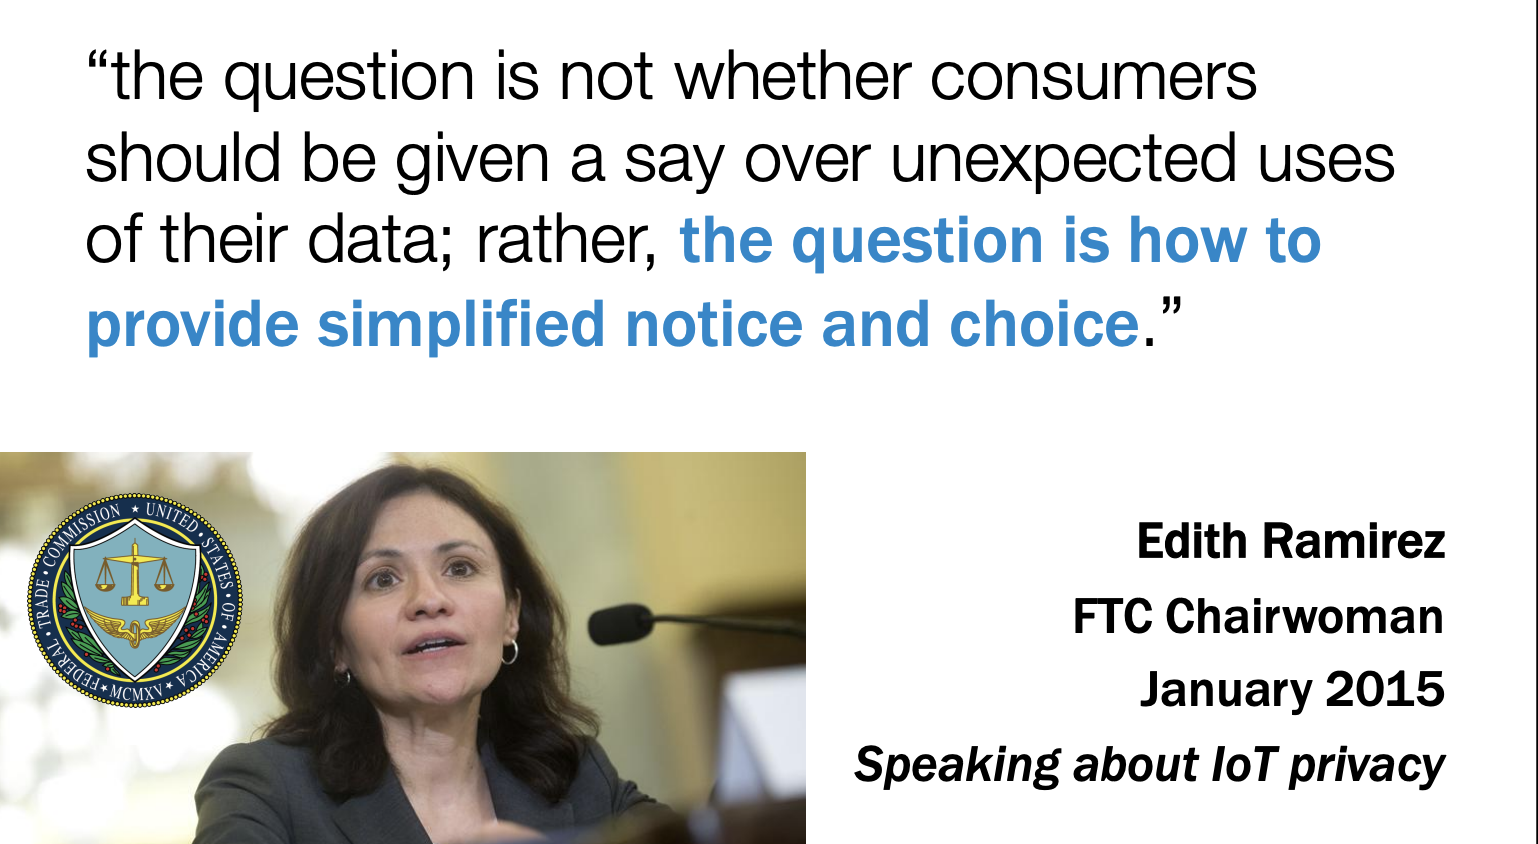 “the question is not whether consumers
should be given a say over unexpected uses
of their data; rather, the question is how to
provide simplified notice and choice.”
FEDERAL • TRADE • COMMISSION ★ UNITED • STATES • OF • AMERICA
★ MCMXV ★
Edith Ramirez
FTC Chairwoman
January 2015
Speaking about IoT privacy